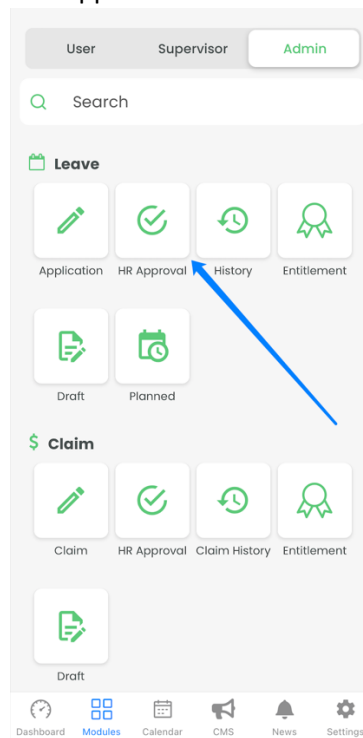 User Supervisor Admin
Search
Leave
Application HR Approval History Entitlement
Draft Planned
$ Claim
Claim HR Approval Claim History Entitlement
Draft
Dashboard Modules Calendar CMS News Settings